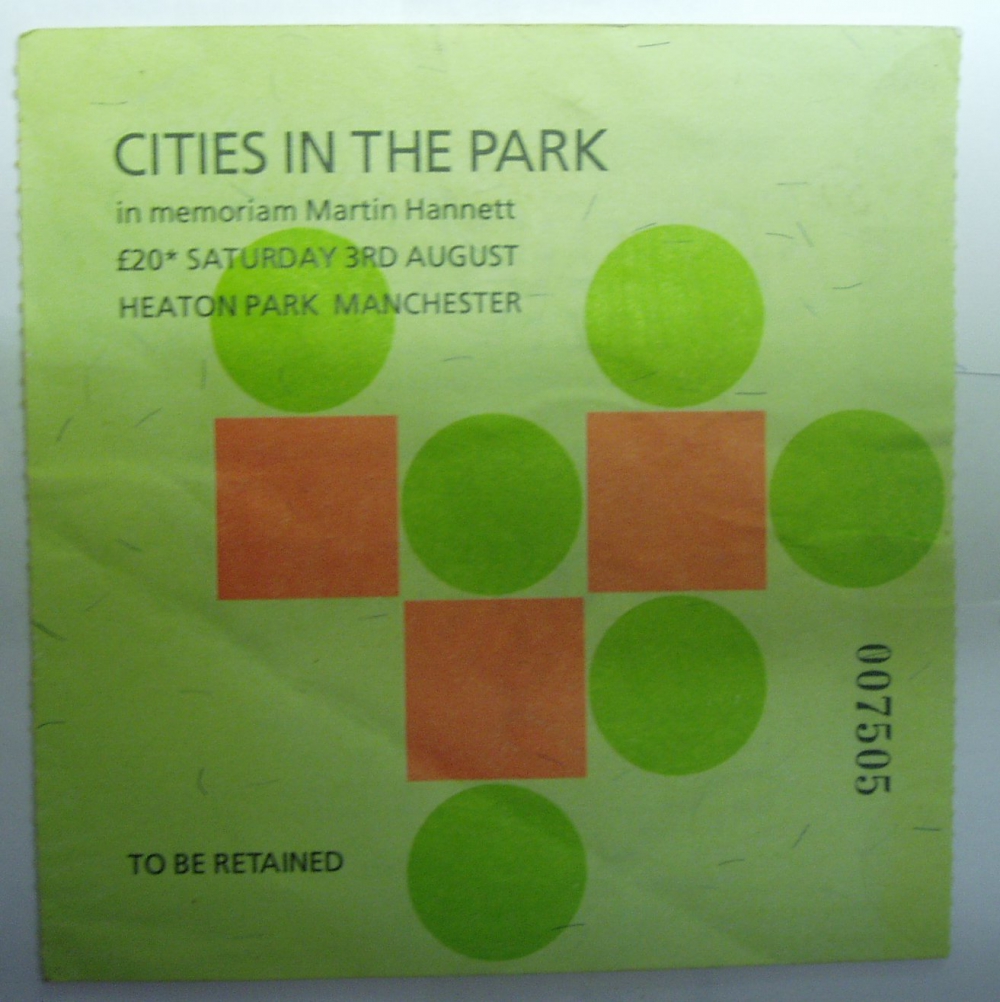 CITIES IN THE PARK
in memoriam Martin Hannett
£20* SATURDAY 3RD AUGUST
HEATON PARK MANCHESTER
007505
TO BE RETAINED